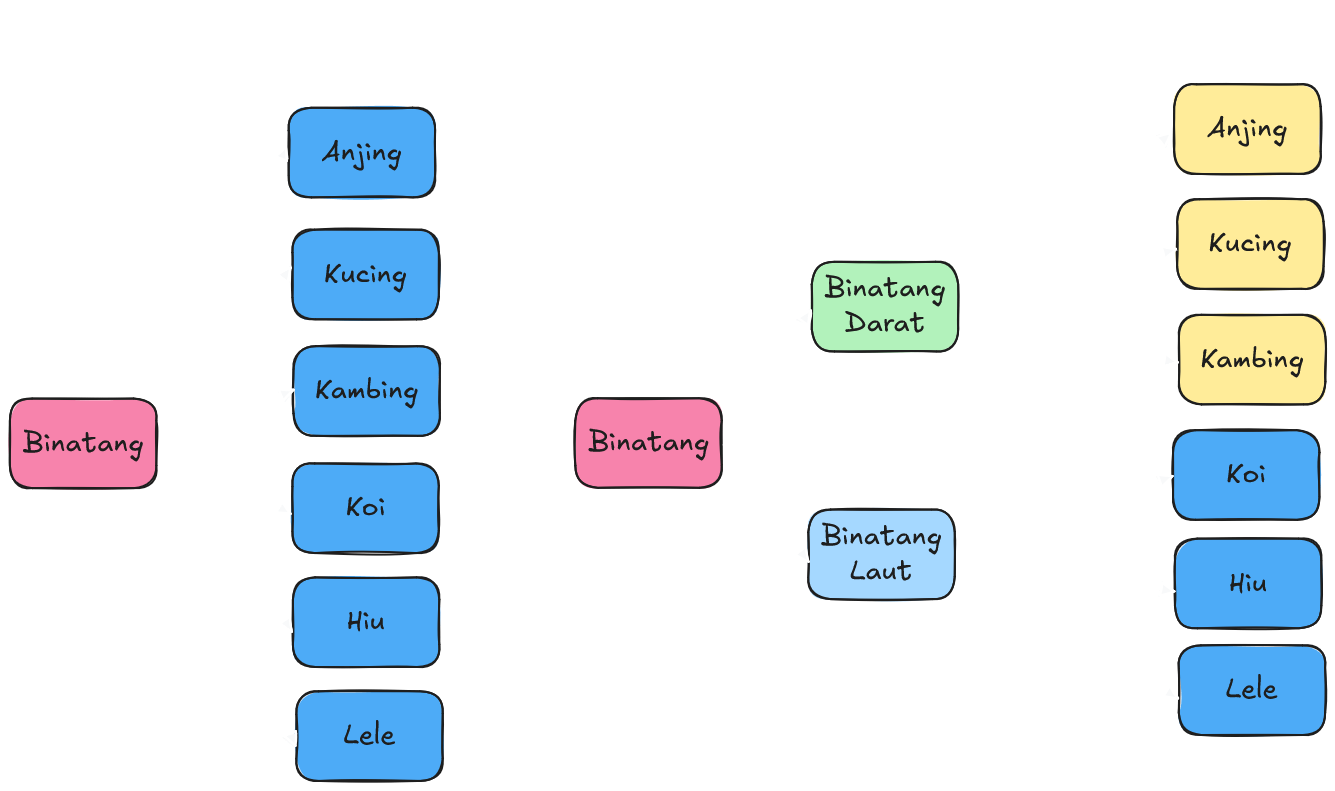 Binatang
Anjing
Kucing
Kambing
Koi
Hiu
Lele
Binatang
Binatang
Darat
Binatang
Laut
Anjing
Kucing
Kambing
Koi
Hiu
Lele